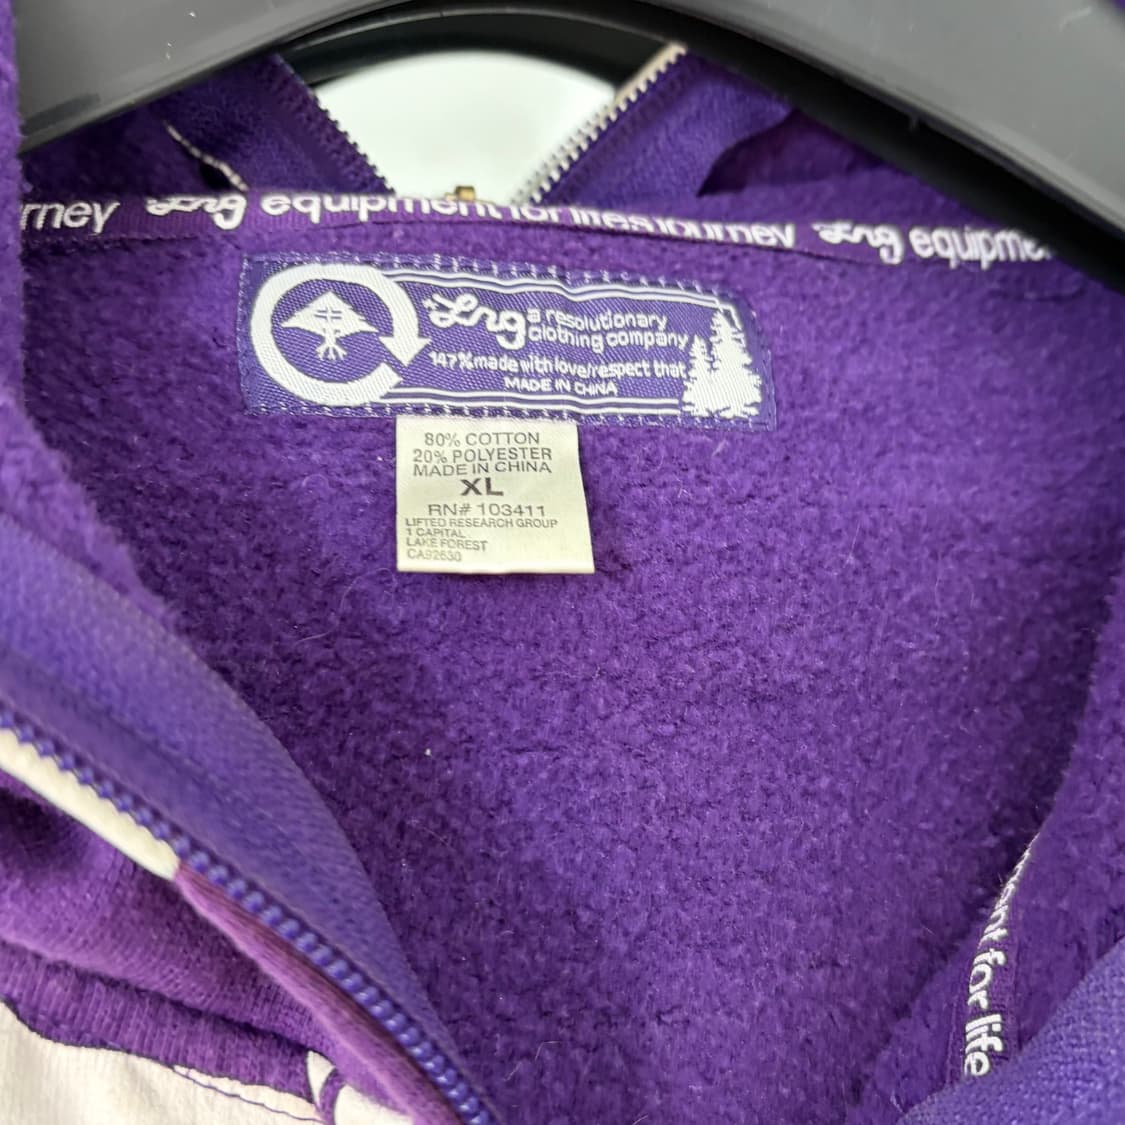 rney Lrg equipment for lifes journey Lrg equipme
Lrg a resolutionary
clothing company
147% made with love/respect that
MADE IN CHINA
80% COTTON
20% POLYESTER
MADE IN CHINA
XL
RN# 103411
LIFTED RESEARCH GROUP
1 CAPITAL
LAKE FOREST
CA92630
ment for life